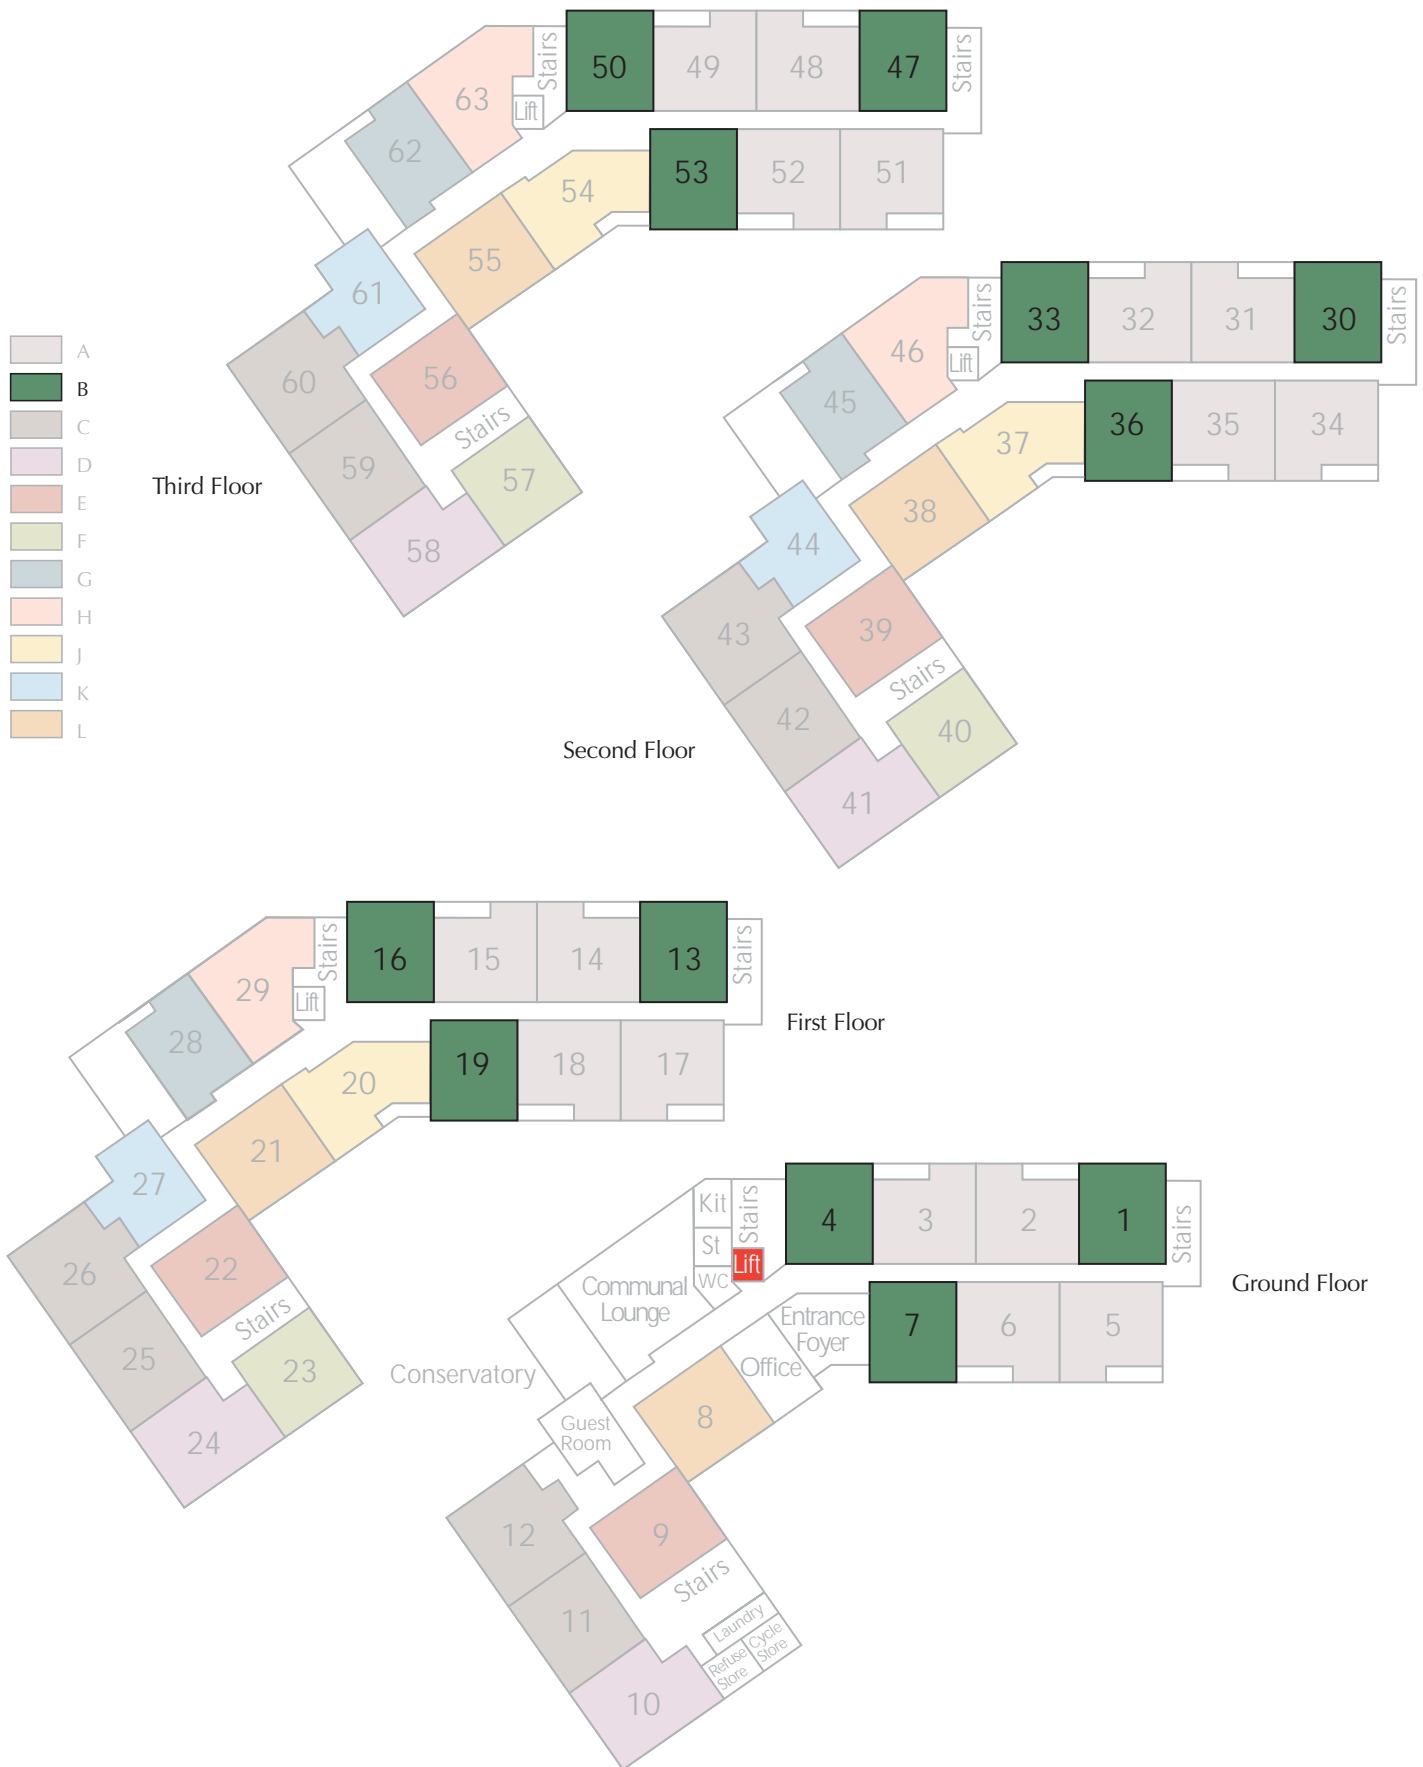 50
49
48
47
Stairs
Stairs
63
Lift
62
53
52
51
54
55
61
60
56
Stairs
59
57
58
Third Floor
A
B
C
D
E
F
G
H
J
K
L
33
32
31
30
Stairs
Stairs
46
Lift
45
36
35
34
37
38
44
43
39
Stairs
42
40
41
Second Floor
16
15
14
13
Stairs
Stairs
29
Lift
28
19
18
17
First Floor
20
21
27
26
22
Stairs
25
23
24
4
3
2
1
Stairs
Kit
Stairs
St
Lift
WC
Communal
Lounge
Ground Floor
7
6
5
Entrance
Foyer
Office
Conservatory
8
Guest
Room
12
9
Stairs
11
Laundry
Cycle
Store
Refuse
Store
10